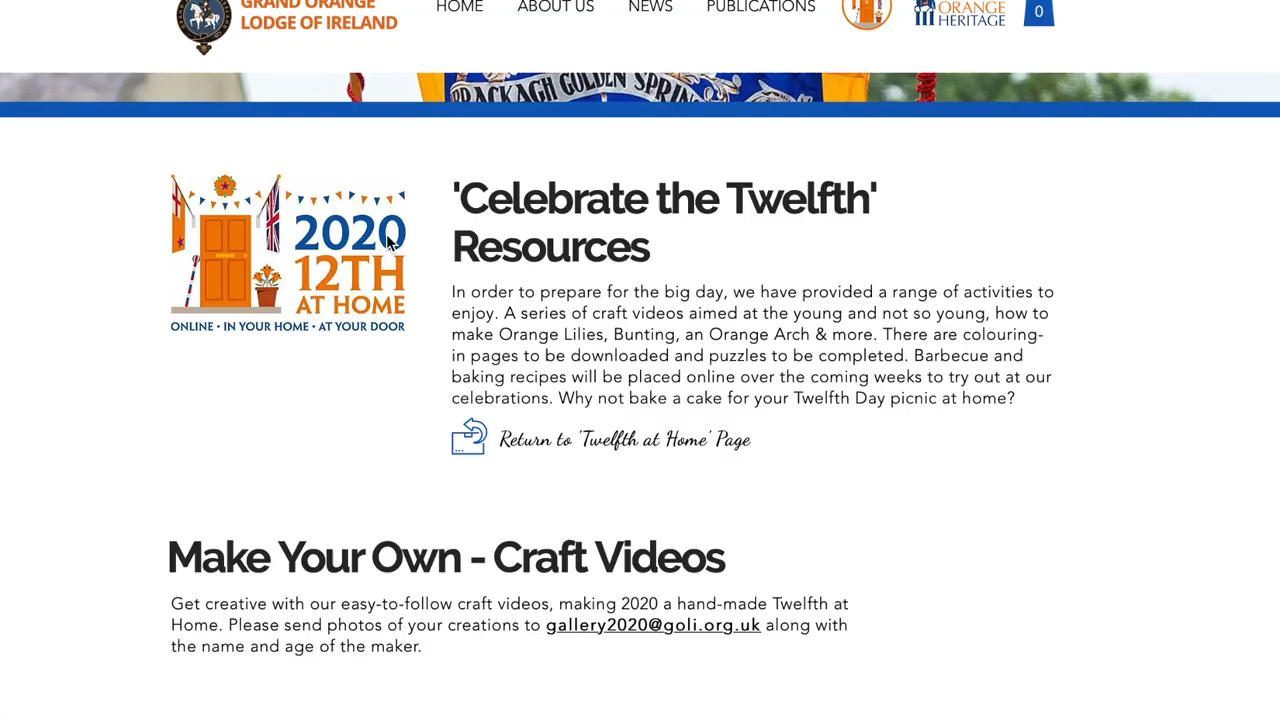 GRAND ORANGE
LODGE OF IRELAND
HOME ABOUT US NEWS PUBLICATIONS
ORANGE
HERITAGE
0
GOLDEN
2020
12TH
AT HOME
ONLINE • IN YOUR HOME • AT YOUR DOOR
'Celebrate the Twelfth'
Resources
In order to prepare for the big day, we have provided a range of activities to
enjoy. A series of craft videos aimed at the young and not so young, how to
make Orange Lilies, Bunting, an Orange Arch & more. There are colouring-
in pages to be downloaded and puzzles to be completed. Barbecue and
baking recipes will be placed online over the coming weeks to try out at our
celebrations. Why not bake a cake for your Twelfth Day picnic at home?
Return to 'Twelfth at Home' Page
Make Your Own - Craft Videos
Get creative with our easy-to-follow craft videos, making 2020 a hand-made Twelfth at
Home. Please send photos of your creations to gallery2020@goli.org.uk along with
the name and age of the maker.